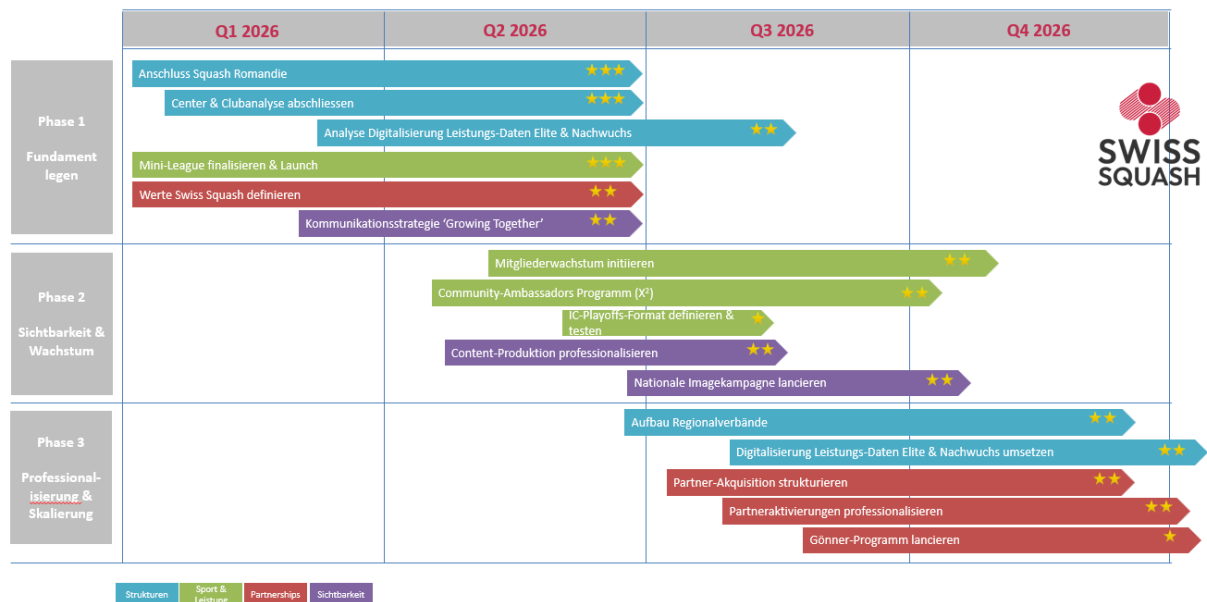 Q1 2026
Q2 2026
Q3 2026
Q4 2026
Phase 1
Fundament
legen
Anschluss Squash Romandie
Center & Clubanalyse abschliessen
Analyse Digitalisierung Leistungs-Daten Elite & Nachwuchs
Mini-League finalisieren & Launch
Werte Swiss Squash definieren
Kommunikationsstrategie ‘Growing Together’
SWISS
SQUASH
Phase 2
Sichtbarkeit &
Wachstum
Mitgliederwachstum initiieren
Community-Ambassadors Programm (X²)
IC-Playoffs-Format definieren &
testen
Content-Produktion professionalisieren
Nationale Imagekampagne lancieren
Phase 3
Professional-
isierung &
Skalierung
Aufbau Regionalverbände
Digitalisierung Leistungs-Daten Elite & Nachwuchs umsetzen
Partner-Akquisition strukturieren
Partneraktivierungen professionalisieren
Gönner-Programm lancieren
Strukturen
Sport &
Leistung
Partnerships
Sichtbarkeit